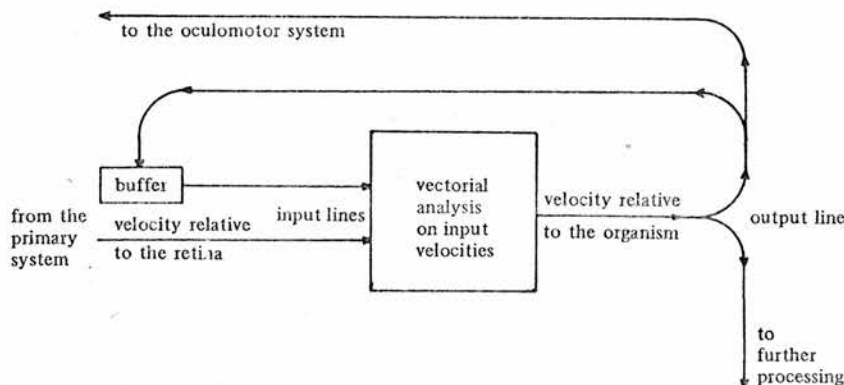 to the oculomotor system
buffer
from the
primary
system
velocity relative
to the retina
input lines
vectorial
analysis
on input
velocities
velocity relative
to the organism
output line
to
further
processing